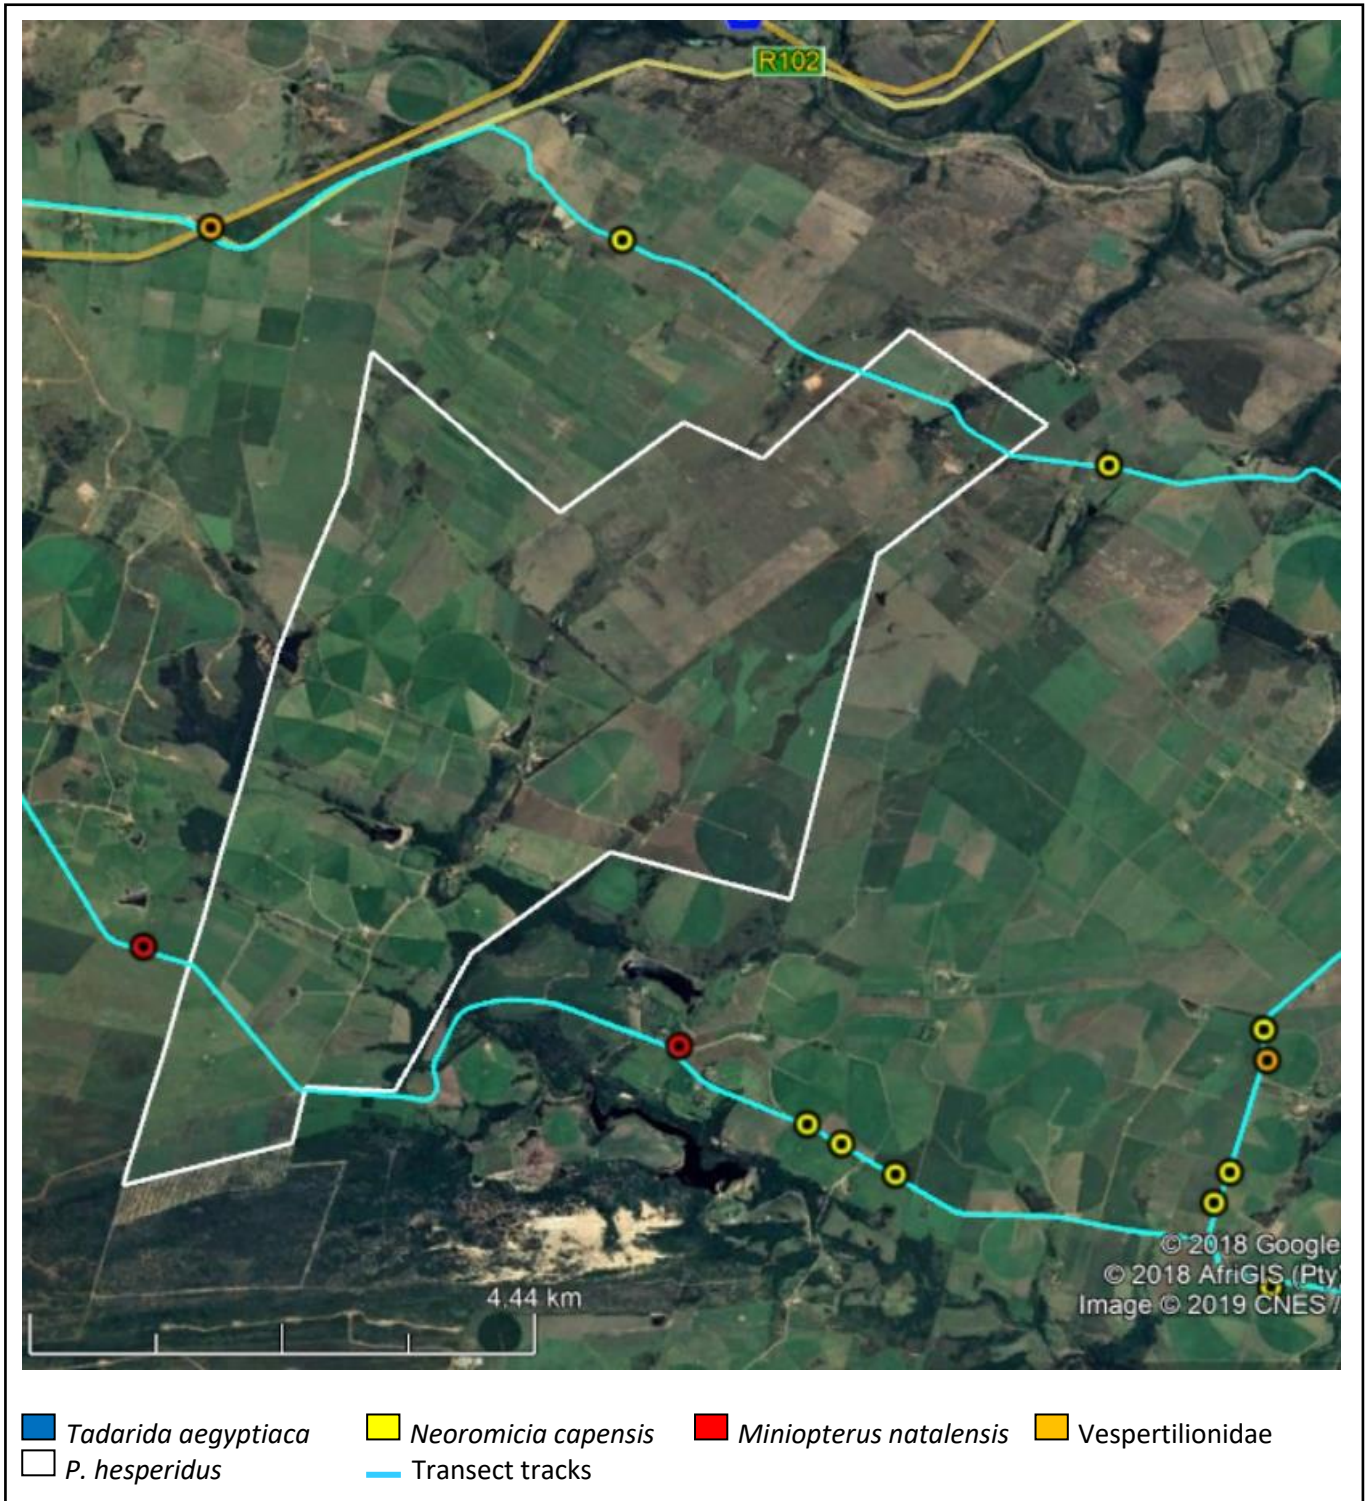 R102
© 2018 Google
© 2018 AfriGIS (Pty
Image © 2019 CNES /
4.44 km
Tadarida aegyptiaca Neoromicia capensis Miniopterus natalensis Vespertilionidae
P. hesperidus Transect tracks